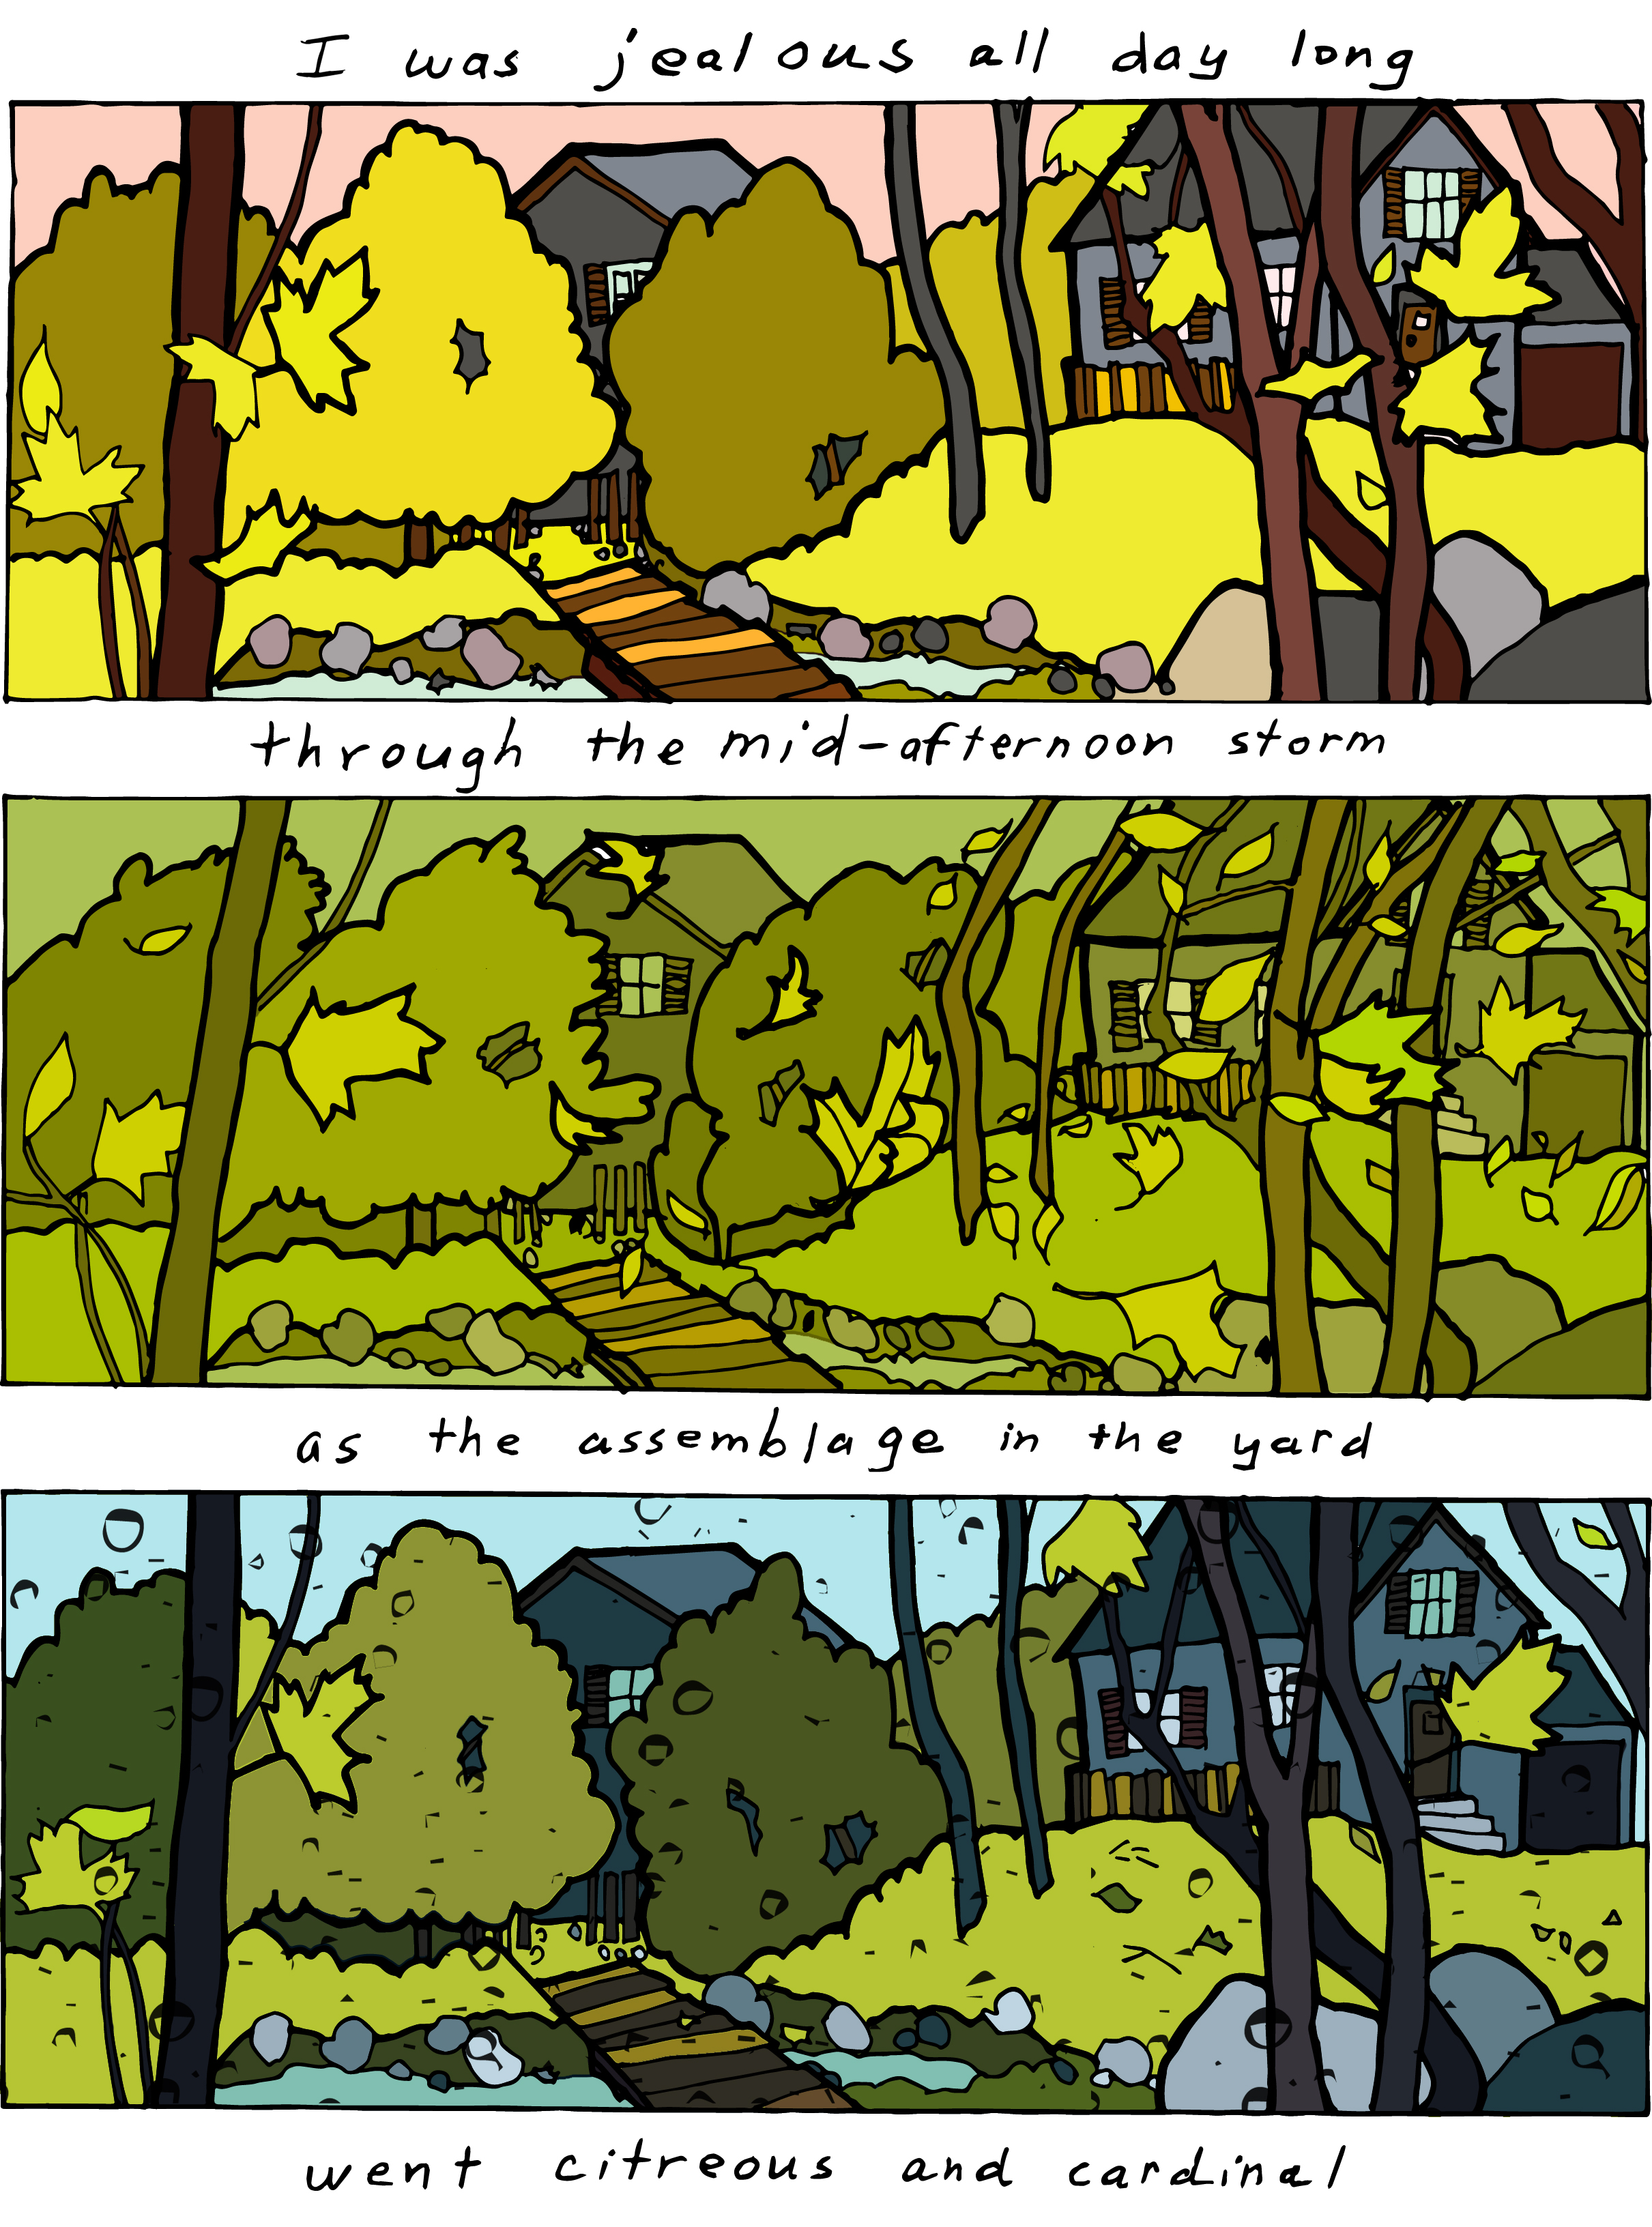 I was jealous all day long
through the mid-afternoon storm
as the assemblage in the yard
went citreous and cardinal